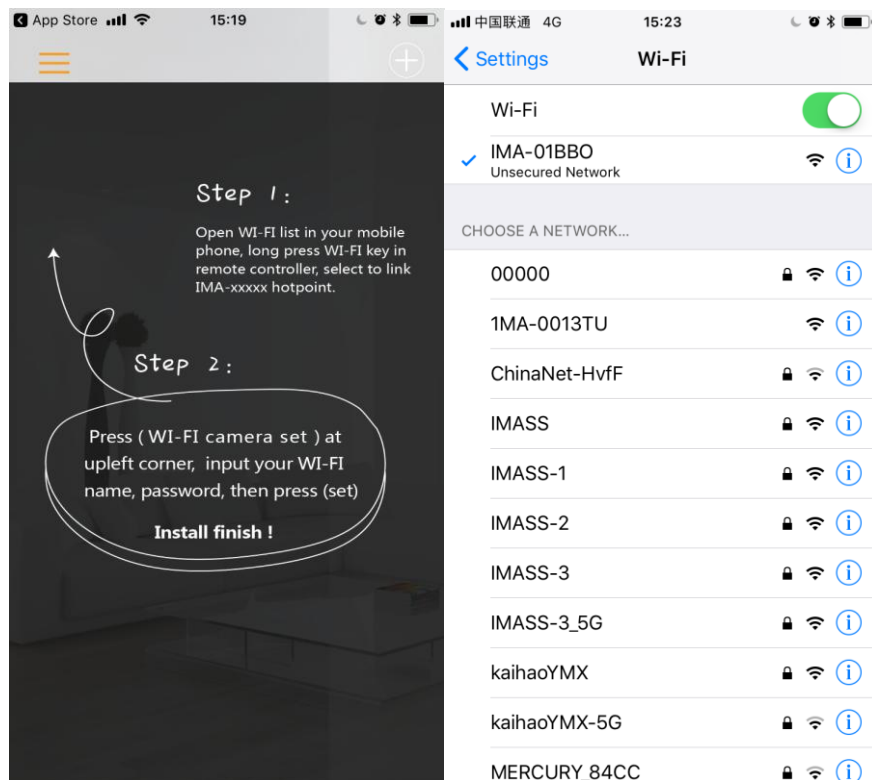 App Store 15:19
Step 1:
Open WI-FI list in your mobile
phone, long press WI-FI key in
remote controller, select to link
IMA-xxxxx hotpoint.
Step 2:
Press ( WI-FI camera set ) at
upleft corner, input your WI-FI
name, password, then press (set)
Install finish !
中国联通 4G 15:23
Settings Wi-Fi
Wi-Fi
IMA-01BBO
Unsecured Network
CHOOSE A NETWORK...
00000
1MA-0013TU
ChinaNet-HvfF
IMASS
IMASS-1
IMASS-2
IMASS-3
IMASS-3_5G
kaihaoYMX
kaihaoYMX-5G
MERCURY_84CC